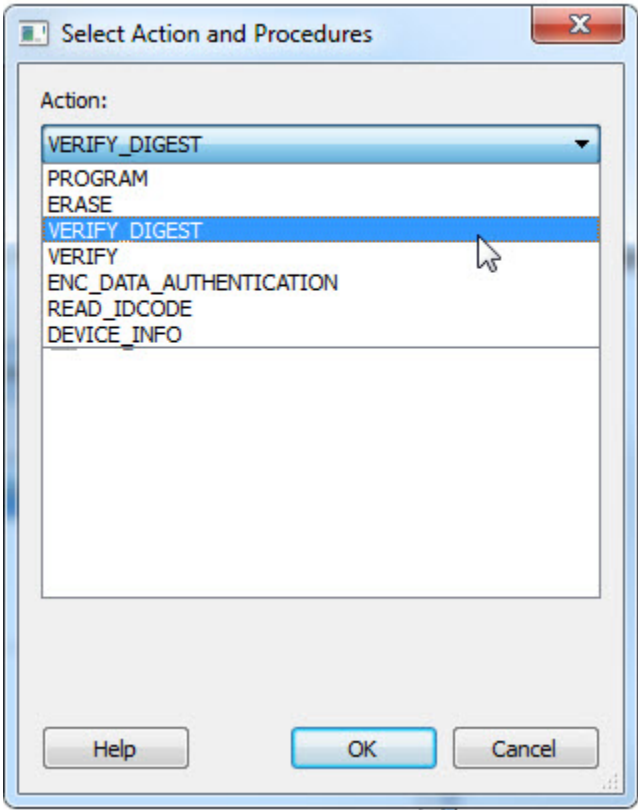 Select Action and Procedures
Action:
VERIFY_DIGEST
PROGRAM
ERASE
VERIFY_DIGEST
VERIFY
ENC_DATA_AUTHENTICATION
READ_IDCODE
DEVICE_INFO
Help
OK
Cancel